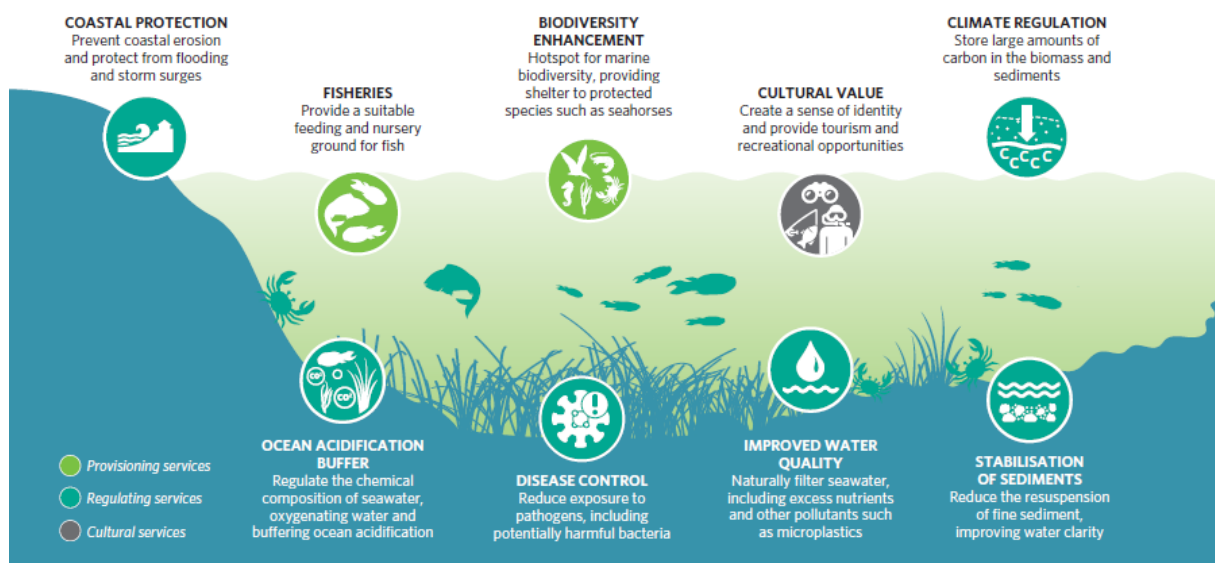 COASTAL PROTECTION
Prevent coastal erosion
and protect from flooding
and storm surges
FISHERIES
Provide a suitable
feeding and nursery
ground for fish
BIODIVERSITY
ENHANCEMENT
Hotspot for marine
biodiversity, providing
shelter to protected
species such as seahorses
CULTURAL VALUE
Create a sense of identity
and provide tourism and
recreational opportunities
CLIMATE REGULATION
Store large amounts of
carbon in the biomass and
sediments
C C C C C
CO²
CO²
OCEAN ACIDIFICATION
BUFFER
Regulate the chemical
composition of seawater,
oxygenating water and
buffering ocean acidification
!
DISEASE CONTROL
Reduce exposure to
pathogens, including
potentially harmful bacteria
IMPROVED WATER
QUALITY
Naturally filter seawater,
including excess nutrients
and other pollutants such
as microplastics
STABILISATION
OF SEDIMENTS
Reduce the resuspension
of fine sediment,
improving water clarity
Provisioning services
Regulating services
Cultural services